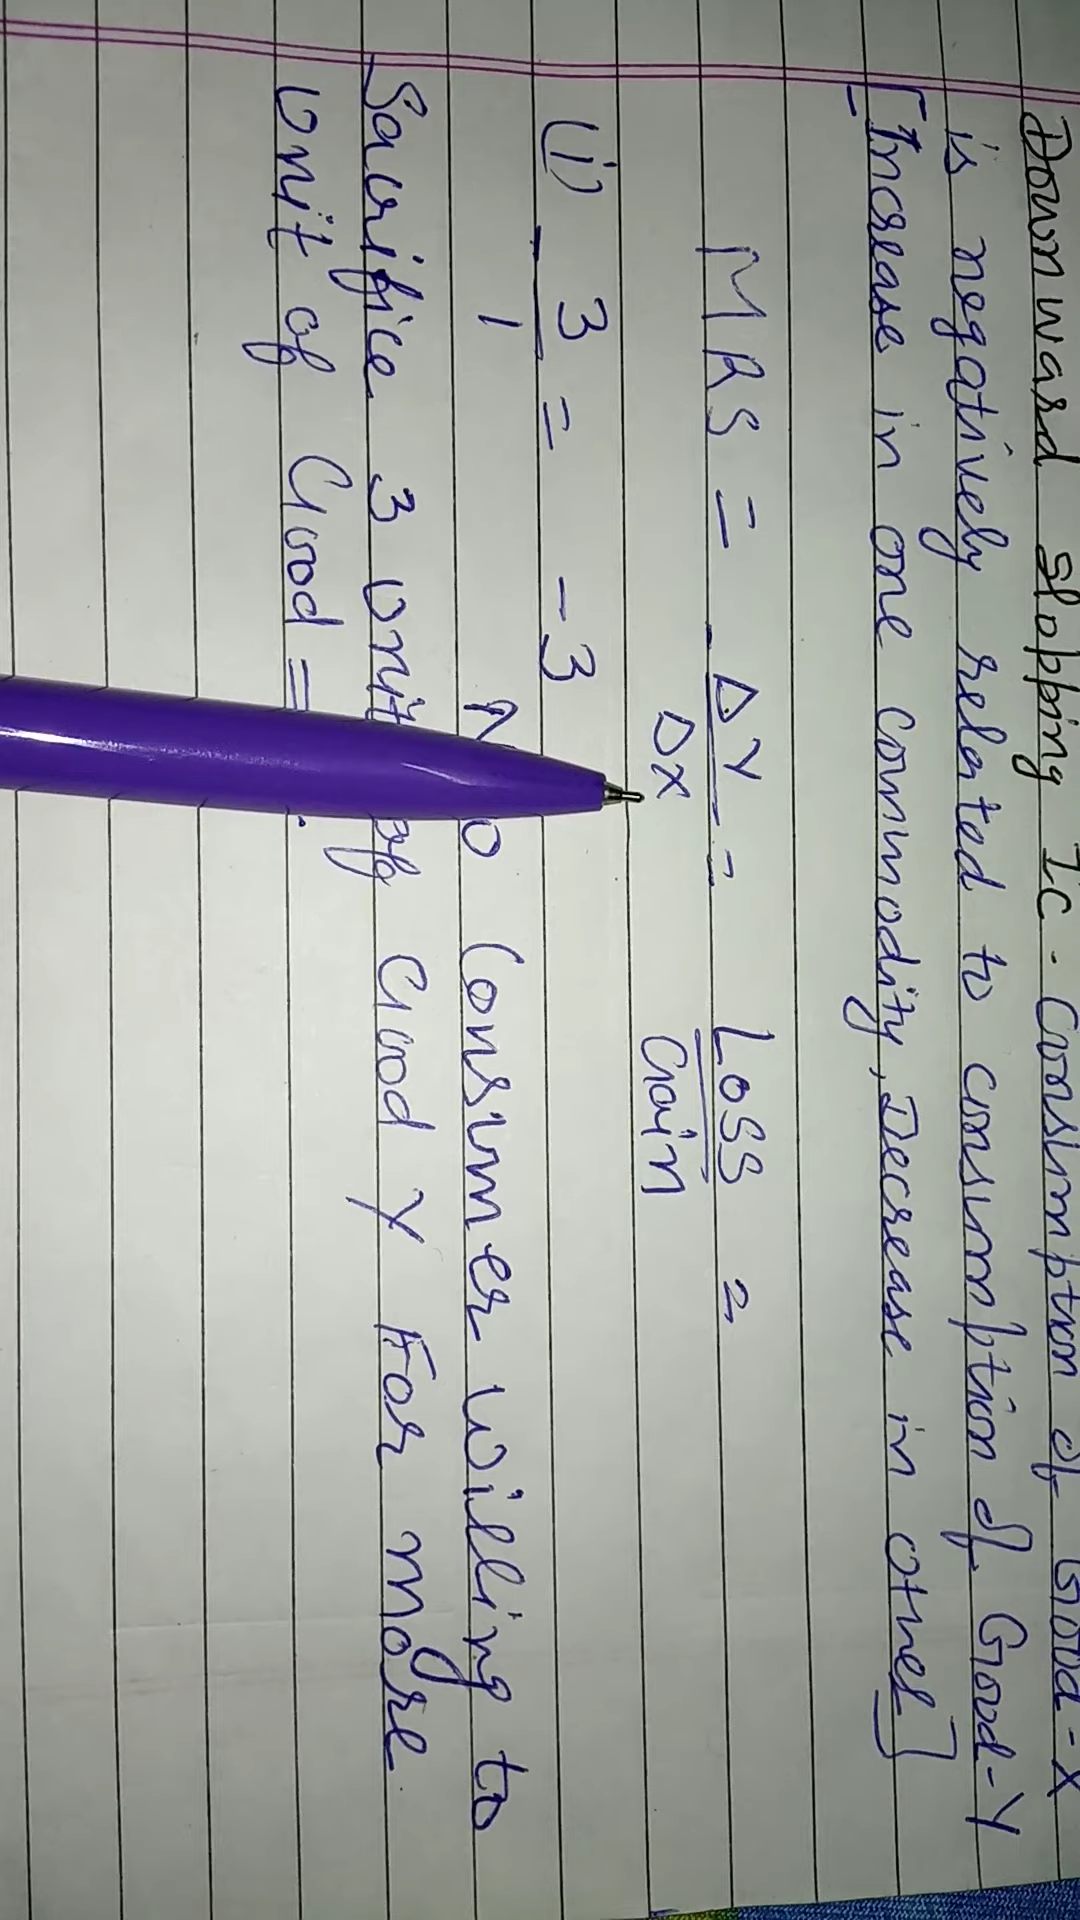 Downward slopping Ic - Consumption of Good-X
is negatively related to consumption of Good-Y
[Increase in one commodity, Decrease in other]
MRS = - ΔY/ΔX = Loss/Gain =
(i) - 3/1 = -3
to Consumer willing to
Sacrifice 3 unit of Good Y For more
Unit of Good =